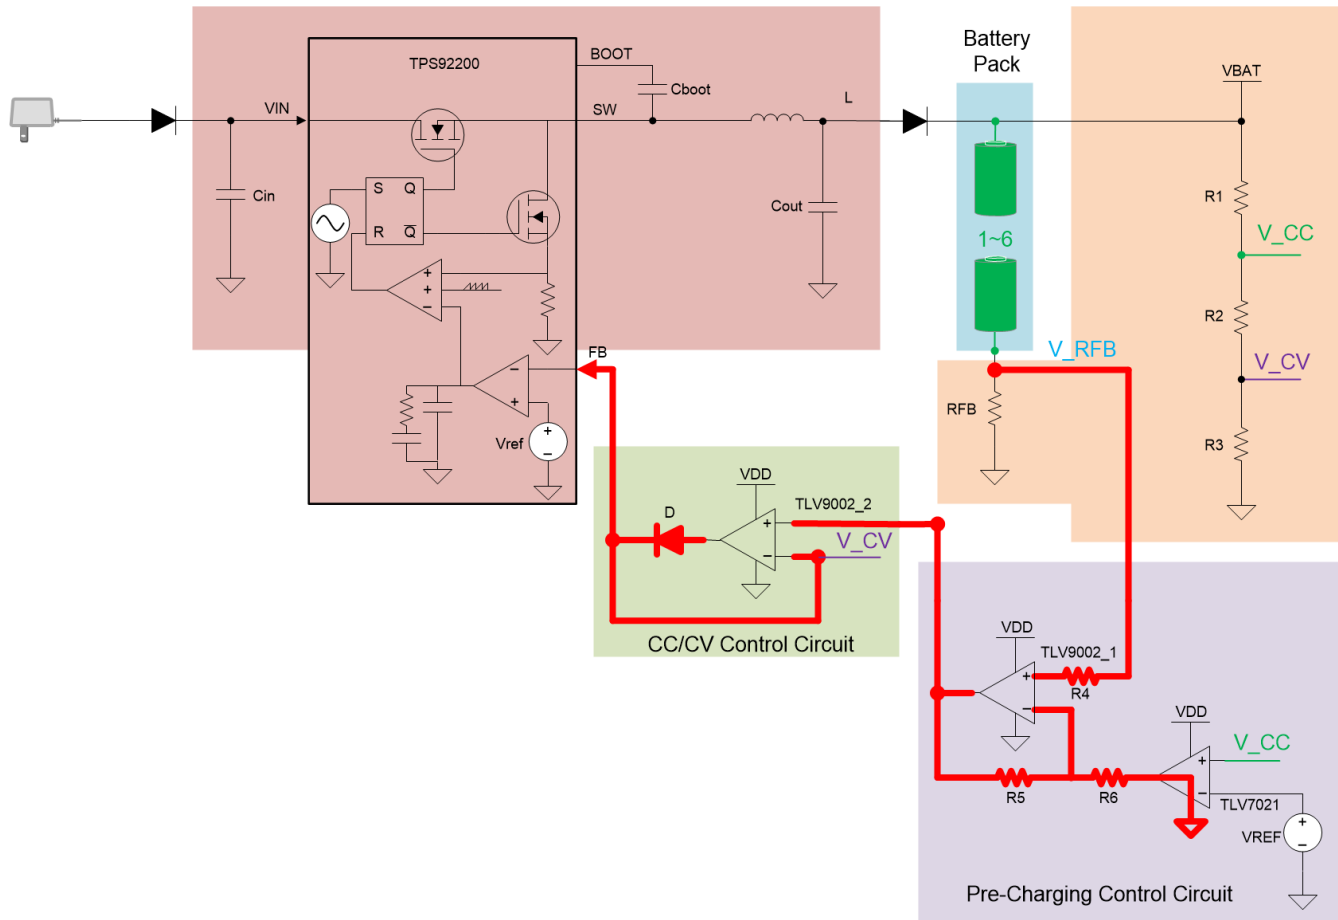 TPS92200
BOOT
Cboot
VIN
SW
L
Battery
Pack
VBAT
Cin
S
Q
R
Q
Cout
1~6
R1
V_CC
R2
V_CV
R3
+
+
−
FB
−
+
Vref
+
−
V_RFB
RFB
VDD
D
TLV9002_2
+
−
V_CV
CC/CV Control Circuit
VDD
TLV9002_1
+
−
R4
VDD
V_CC
+
−
TLV7021
R5
R6
VREF
+
−
Pre-Charging Control Circuit